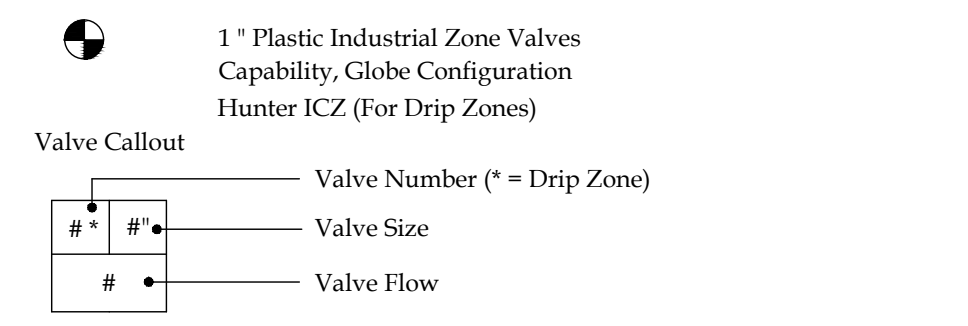 1 " Plastic Industrial Zone Valves
Capability, Globe Configuration
Hunter ICZ (For Drip Zones)
Valve Callout
Valve Number (* = Drip Zone)
# * #" Valve Size
# Valve Flow